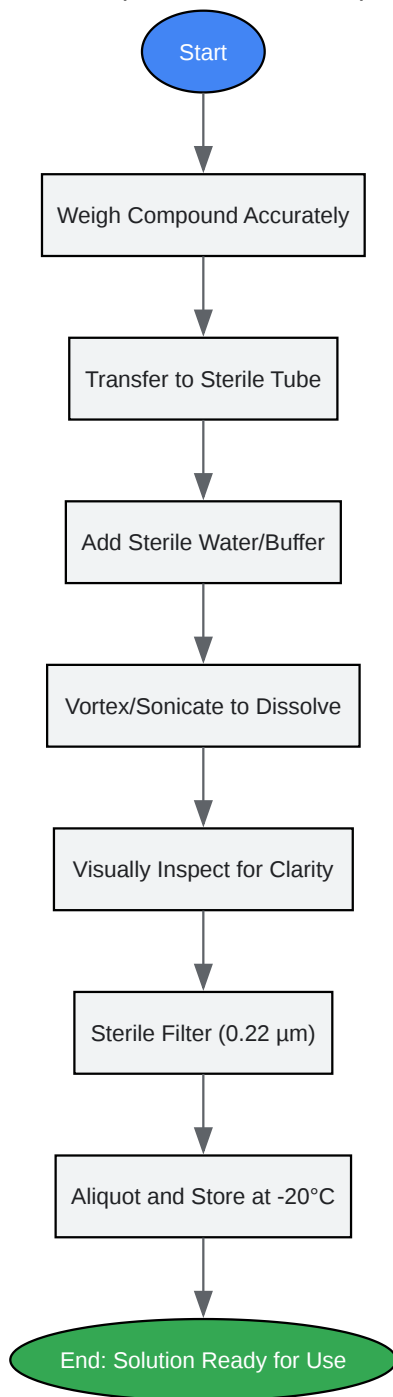 Start
Weigh Compound Accurately
Transfer to Sterile Tube
Add Sterile Water/Buffer
Vortex/Sonicate to Dissolve
Visually Inspect for Clarity
Sterile Filter (0.22 µm)
Aliquot and Store at -20°C
End: Solution Ready for Use